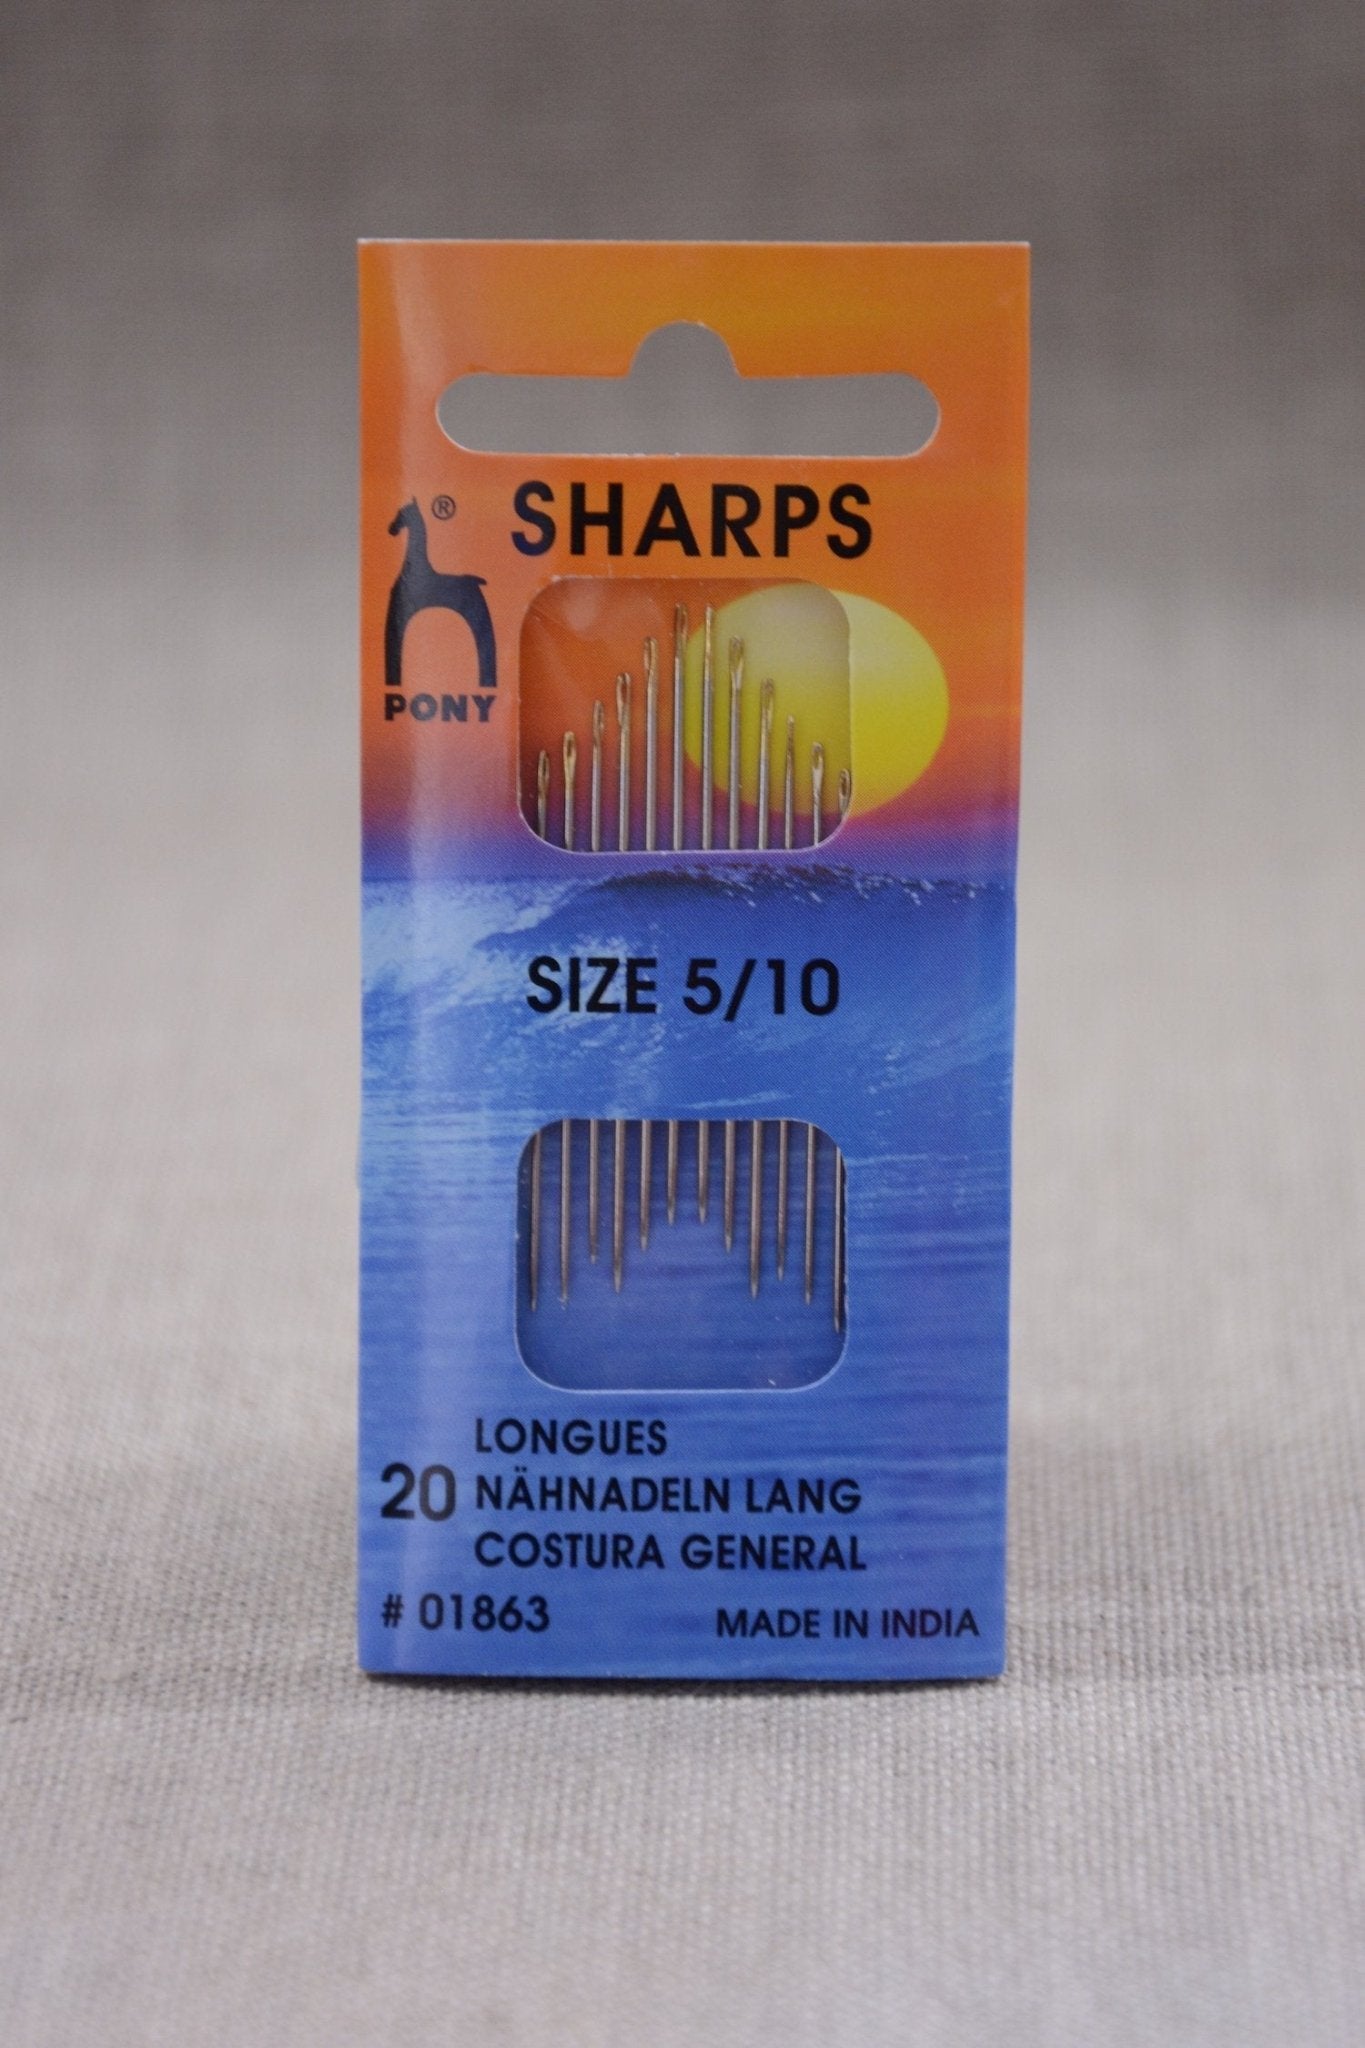 SHARPS
®
PONY
SIZE 5/10
LONGUES
20 NÄHNADELN LANG
COSTURA GENERAL
# 01863 MADE IN INDIA